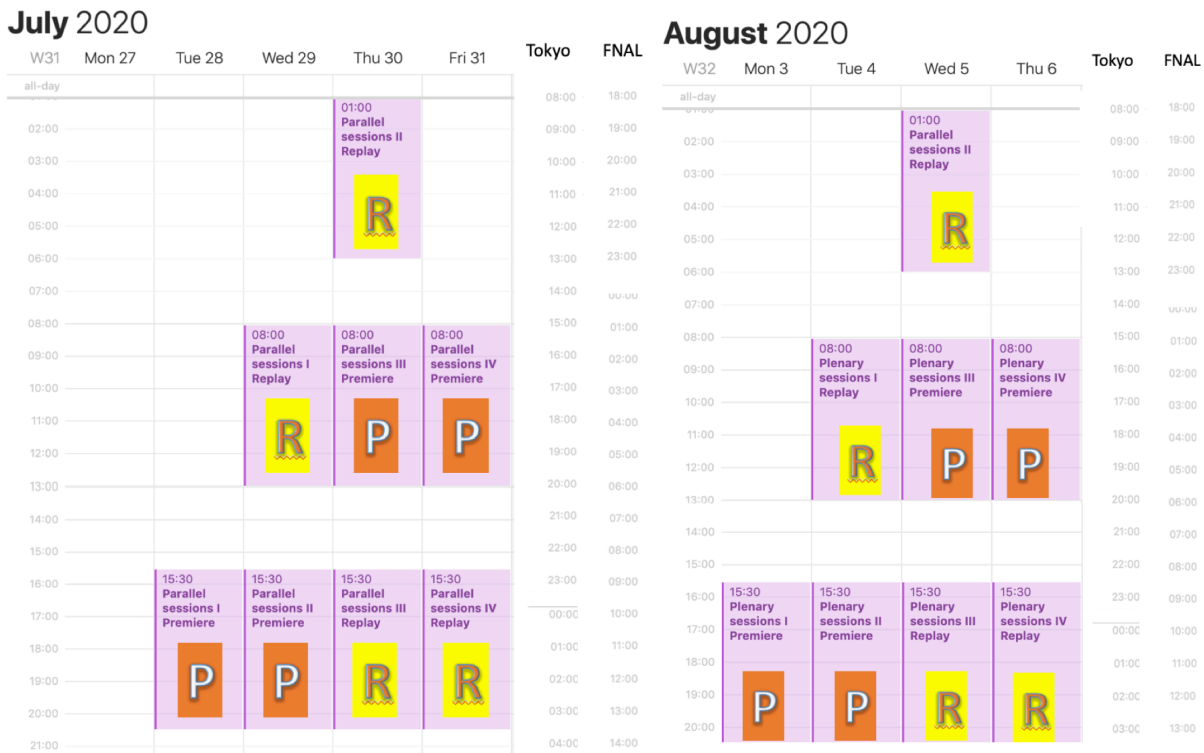 July 2020
W31 Mon 27 Tue 28 Wed 29 Thu 30 Fri 31
all-day
02:00
03:00
04:00
05:00
06:00
07:00
08:00
09:00
10:00
11:00
12:00
13:00
14:00
15:00
16:00
17:00
18:00
19:00
20:00
21:00
01:00
Parallel
sessions II
Replay
R
08:00
Parallel
sessions I
Replay
R
08:00
Parallel
sessions III
Premiere
P
08:00
Parallel
sessions IV
Premiere
P
15:30
Parallel
sessions I
Premiere
P
15:30
Parallel
sessions II
Premiere
P
15:30
Parallel
sessions III
Replay
R
15:30
Parallel
sessions IV
Replay
R
Tokyo
08:00
09:00
10:00
11:00
12:00
13:00
14:00
15:00
16:00
17:00
18:00
19:00
20:00
21:00
22:00
23:00
00:00
01:00
02:00
03:00
04:00
FNAL
18:00
19:00
20:00
21:00
22:00
23:00
00:00
01:00
02:00
03:00
04:00
05:00
06:00
07:00
08:00
09:00
10:00
11:00
12:00
13:00
14:00
August 2020
W32 Mon 3 Tue 4 Wed 5 Thu 6
all-day
02:00
03:00
04:00
05:00
06:00
07:00
08:00
09:00
10:00
11:00
12:00
13:00
14:00
15:00
16:00
17:00
18:00
19:00
20:00
01:00
Parallel
sessions II
Replay
R
08:00
Plenary
sessions I
Replay
R
08:00
Plenary
sessions III
Premiere
P
08:00
Plenary
sessions IV
Premiere
P
15:30
Plenary
sessions I
Premiere
P
15:30
Plenary
sessions II
Premiere
P
15:30
Plenary
sessions III
Replay
R
15:30
Plenary
sessions IV
Replay
R
Tokyo
08:00
09:00
10:00
11:00
12:00
13:00
14:00
15:00
16:00
17:00
18:00
19:00
20:00
21:00
22:00
23:00
00:00
01:00
02:00
03:00
FNAL
18:00
19:00
20:00
21:00
22:00
23:00
00:00
01:00
02:00
03:00
04:00
05:00
06:00
07:00
08:00
09:00
10:00
11:00
12:00
13:00